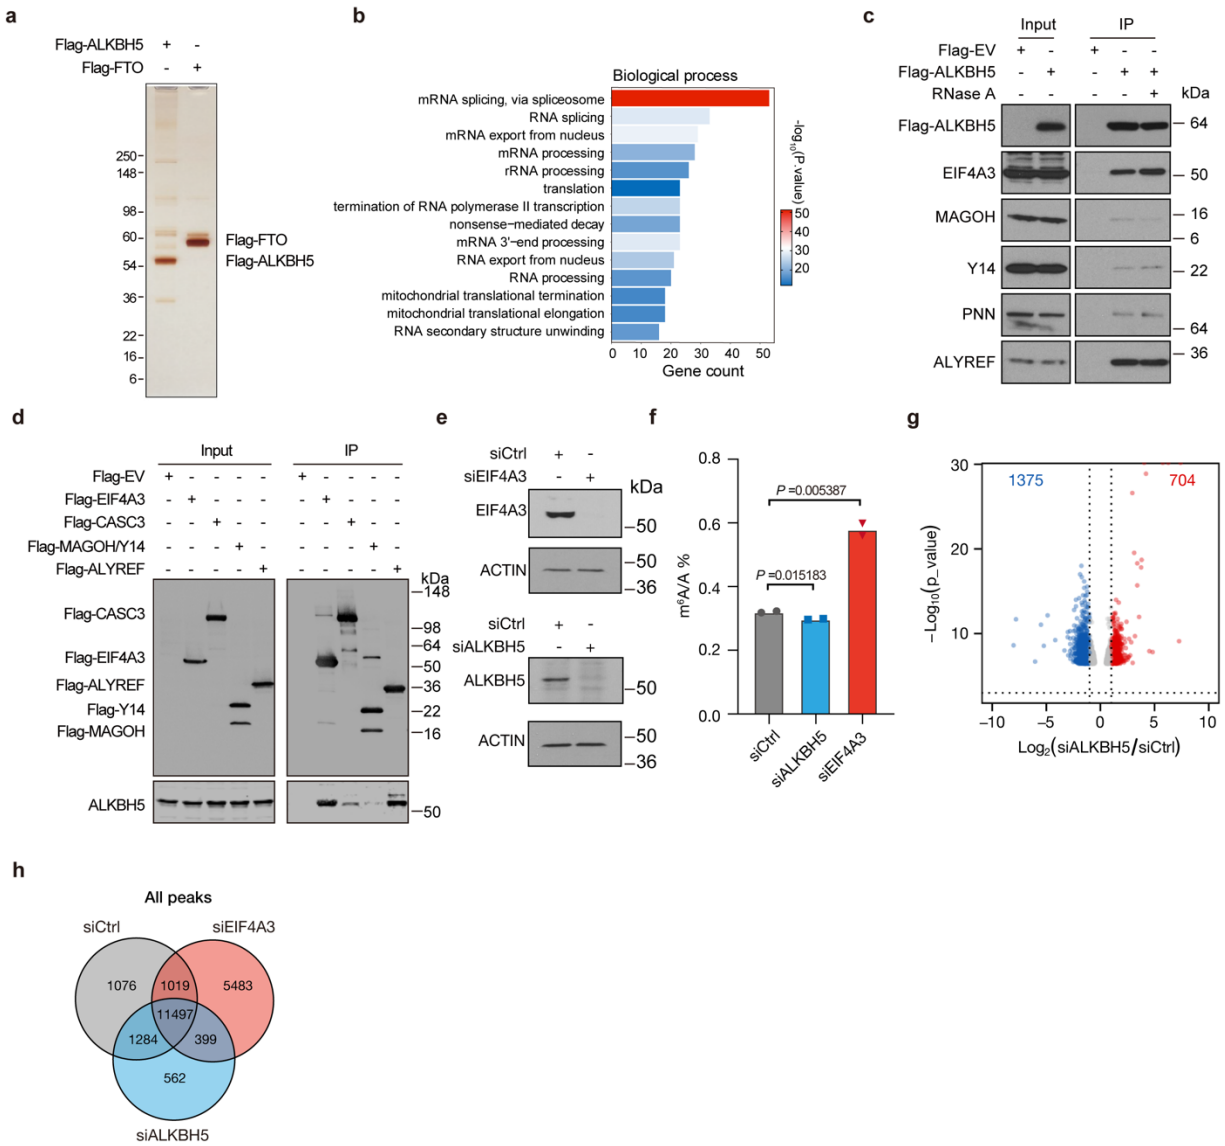 a
Flag-ALKBH5 + -
Flag-FTO - +
250
148
98
60
54
36
22
16
6
Flag-FTO
Flag-ALKBH5
b
Biological process
mRNA splicing, via spliceosome
RNA splicing
mRNA export from nucleus
mRNA processing
rRNA processing
translation
termination of RNA polymerase II transcription
nonsense-mediated decay
mRNA 3'-end processing
RNA export from nucleus
RNA processing
mitochondrial translational termination
mitochondrial translational elongation
RNA secondary structure unwinding
0 10 20 30 40 50
Gene count
-log10(P.value)
50
40
30
20
c
Input IP
Flag-EV + - + - -
Flag-ALKBH5 - + - + +
RNase A - - + kDa
Flag-ALKBH5 64
EIF4A3 50
MAGOH 16
6
Y14 22
PNN 64
ALYREF 36
d
Input IP
Flag-EV + - - - - + - - - -
Flag-EIF4A3 - + - - - - + - - -
Flag-CASC3 - - + - - - - + - -
Flag-MAGOH/Y14 - - - + - - - - + -
Flag-ALYREF - - - - + - - - - +
kDa
148
Flag-CASC3
98
64
Flag-EIF4A3
50
Flag-ALYREF
36
Flag-Y14
22
Flag-MAGOH
16
ALKBH5
50
e
siCtrl + -
siEIF4A3 - +
kDa
EIF4A3
50
ACTIN
50
36
siCtrl + -
siALKBH5 - +
ALKBH5
50
ACTIN
50
36
f
0.8
0.6
0.4
0.2
0.0
m⁶A/A %
P =0.005387
P =0.015183
siCtrl
siALKBH5
siEIF4A3
g
30
20
10
−Log10(p_value)
1375
704
−10 −5 0 5 10
Log2(siALKBH5/siCtrl)
h
All peaks
siCtrl siEIF4A3
1076 1019 5483
11497
1284 399
562
siALKBH5